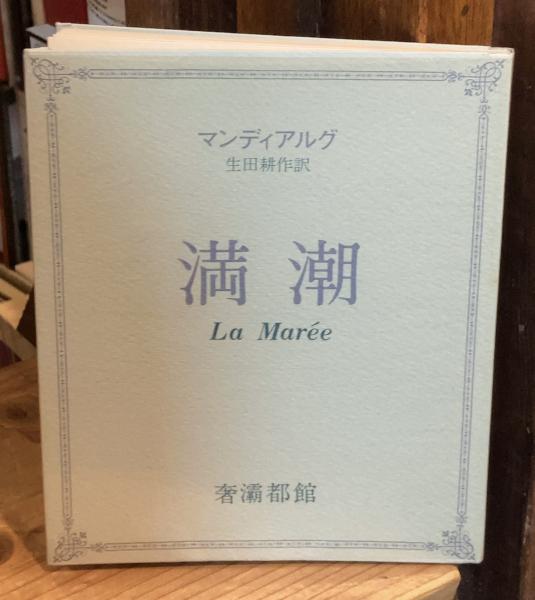 マンディアルグ
生田耕作訳
満潮
La Marée
奢灞都館